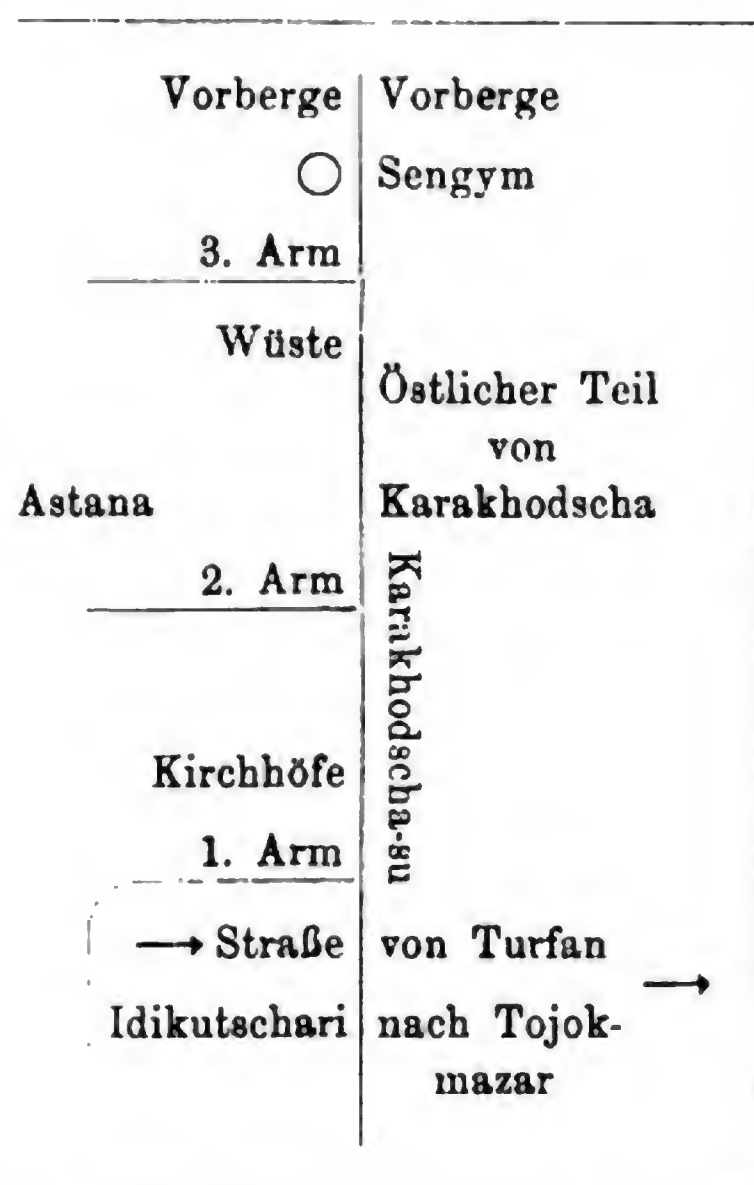 Vorberge Vorberge
Sengym
3. Arm
Wüste
Östlicher Teil
von
Astana Karakhodscha
2. Arm
Karakhodscha-su
Kirchhöfe
1. Arm
→ Straße von Turfan →
Idikutschari nach Tojok-
mazar